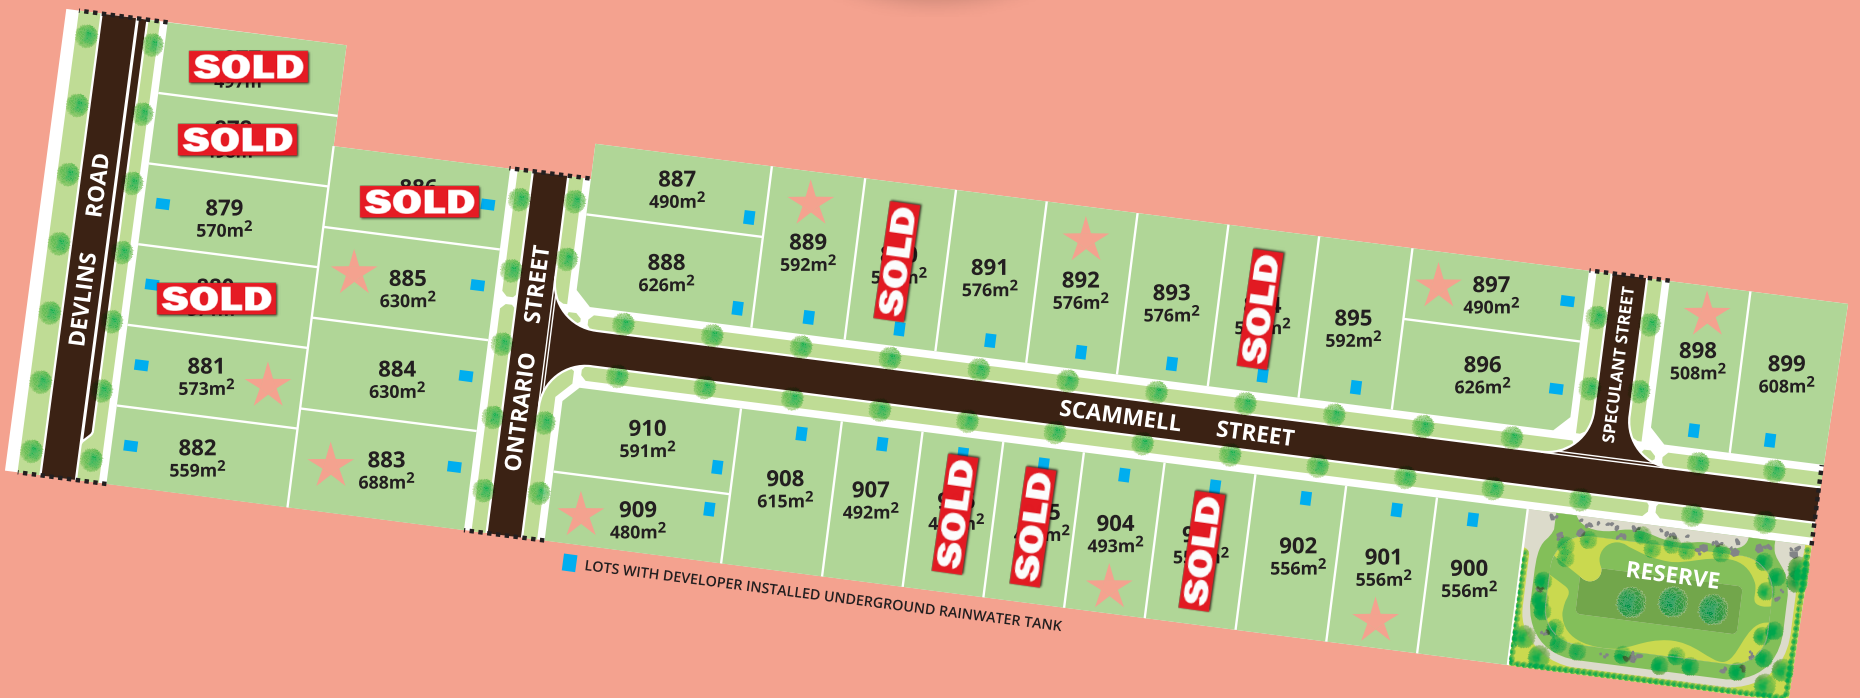 SOLD
SOLD
879
570m²
SOLD
881
573m²
882
559m²
SOLD
885
630m²
884
630m²
883
688m²
DEVLINS ROAD
ONTRARIO STREET
887
490m²
888
626m²
889
592m²
SOLD
891
576m²
892
576m²
893
576m²
SOLD
895
592m²
897
490m²
896
626m²
SPECULANT STREET
898
508m²
899
608m²
SCAMMELL STREET
910
591m²
909
480m²
908
615m²
907
492m²
SOLD
SOLD
904
493m²
SOLD
902
556m²
901
556m²
900
556m²
RESERVE
LOTS WITH DEVELOPER INSTALLED UNDERGROUND RAINWATER TANK